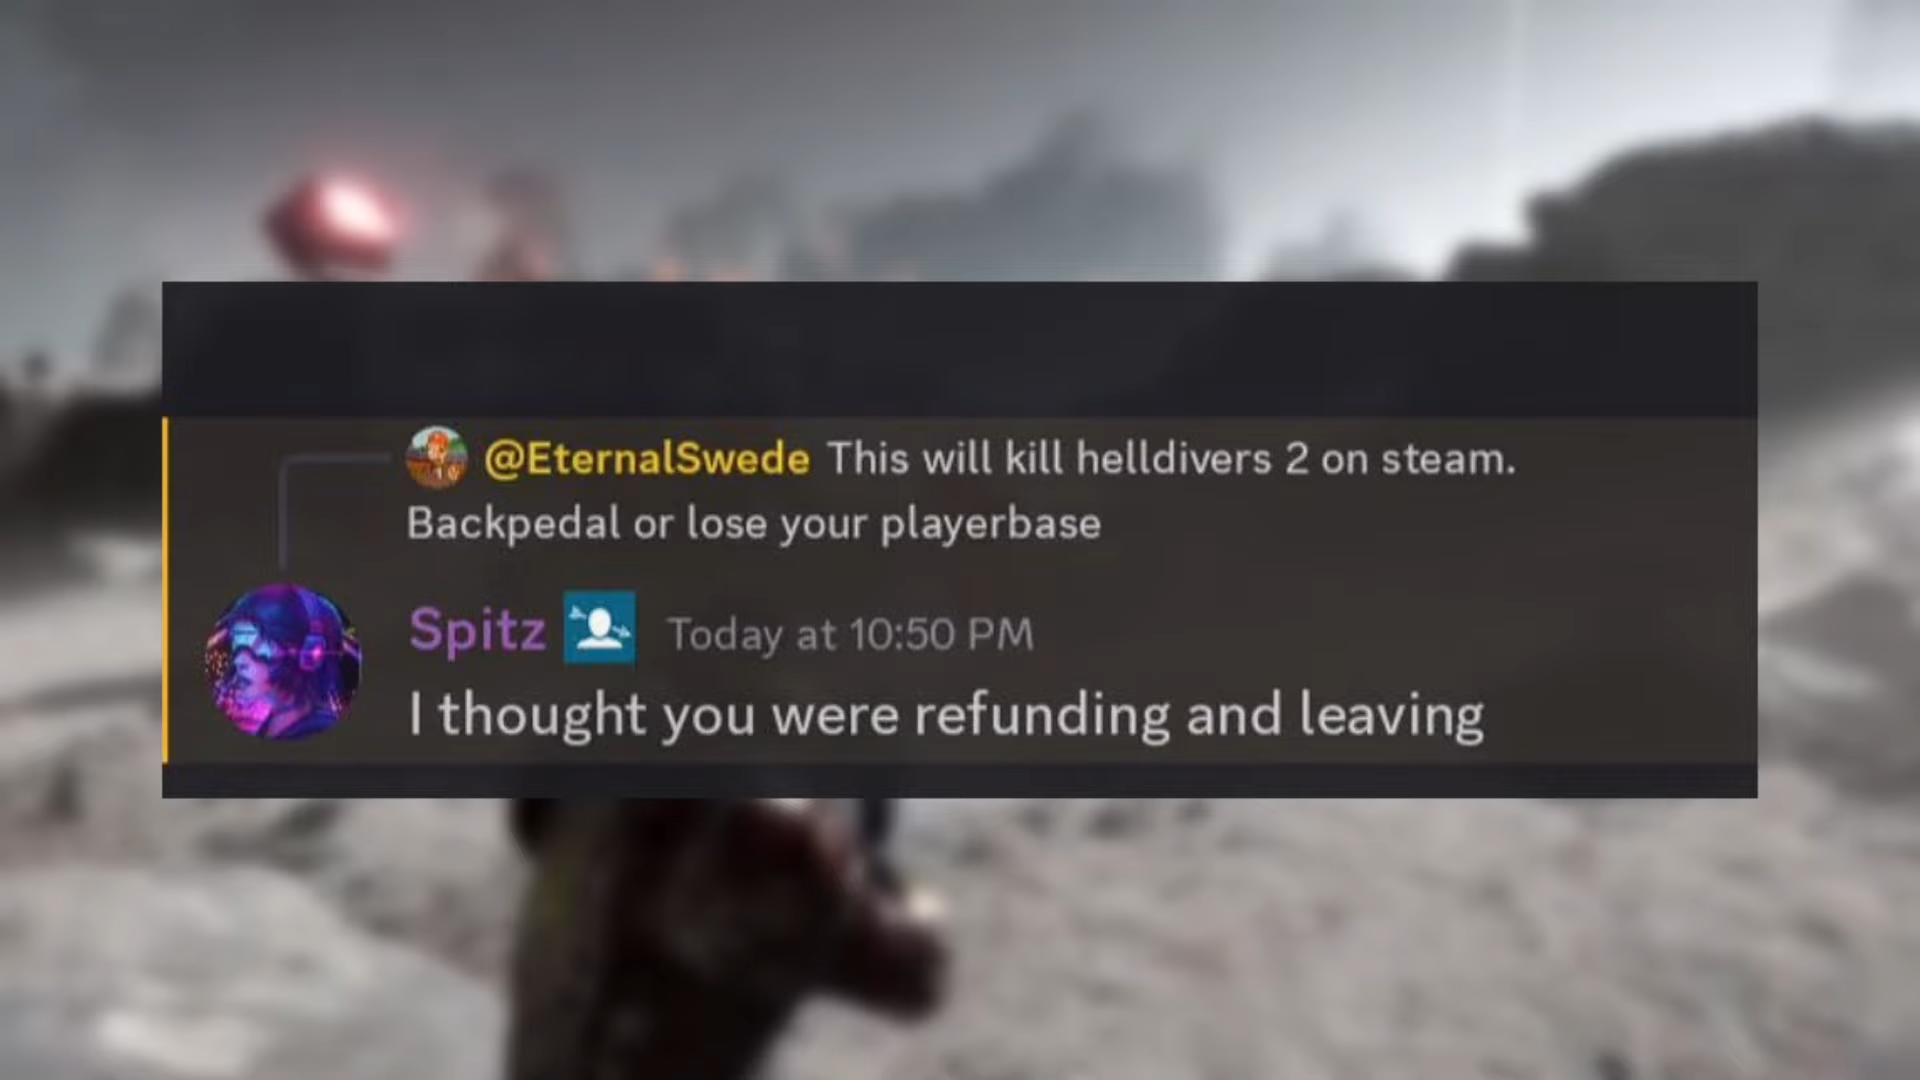 @EternalSwede This will kill helldivers 2 on steam.
Backpedal or lose your playerbase
Spitz Today at 10:50 PM
I thought you were refunding and leaving